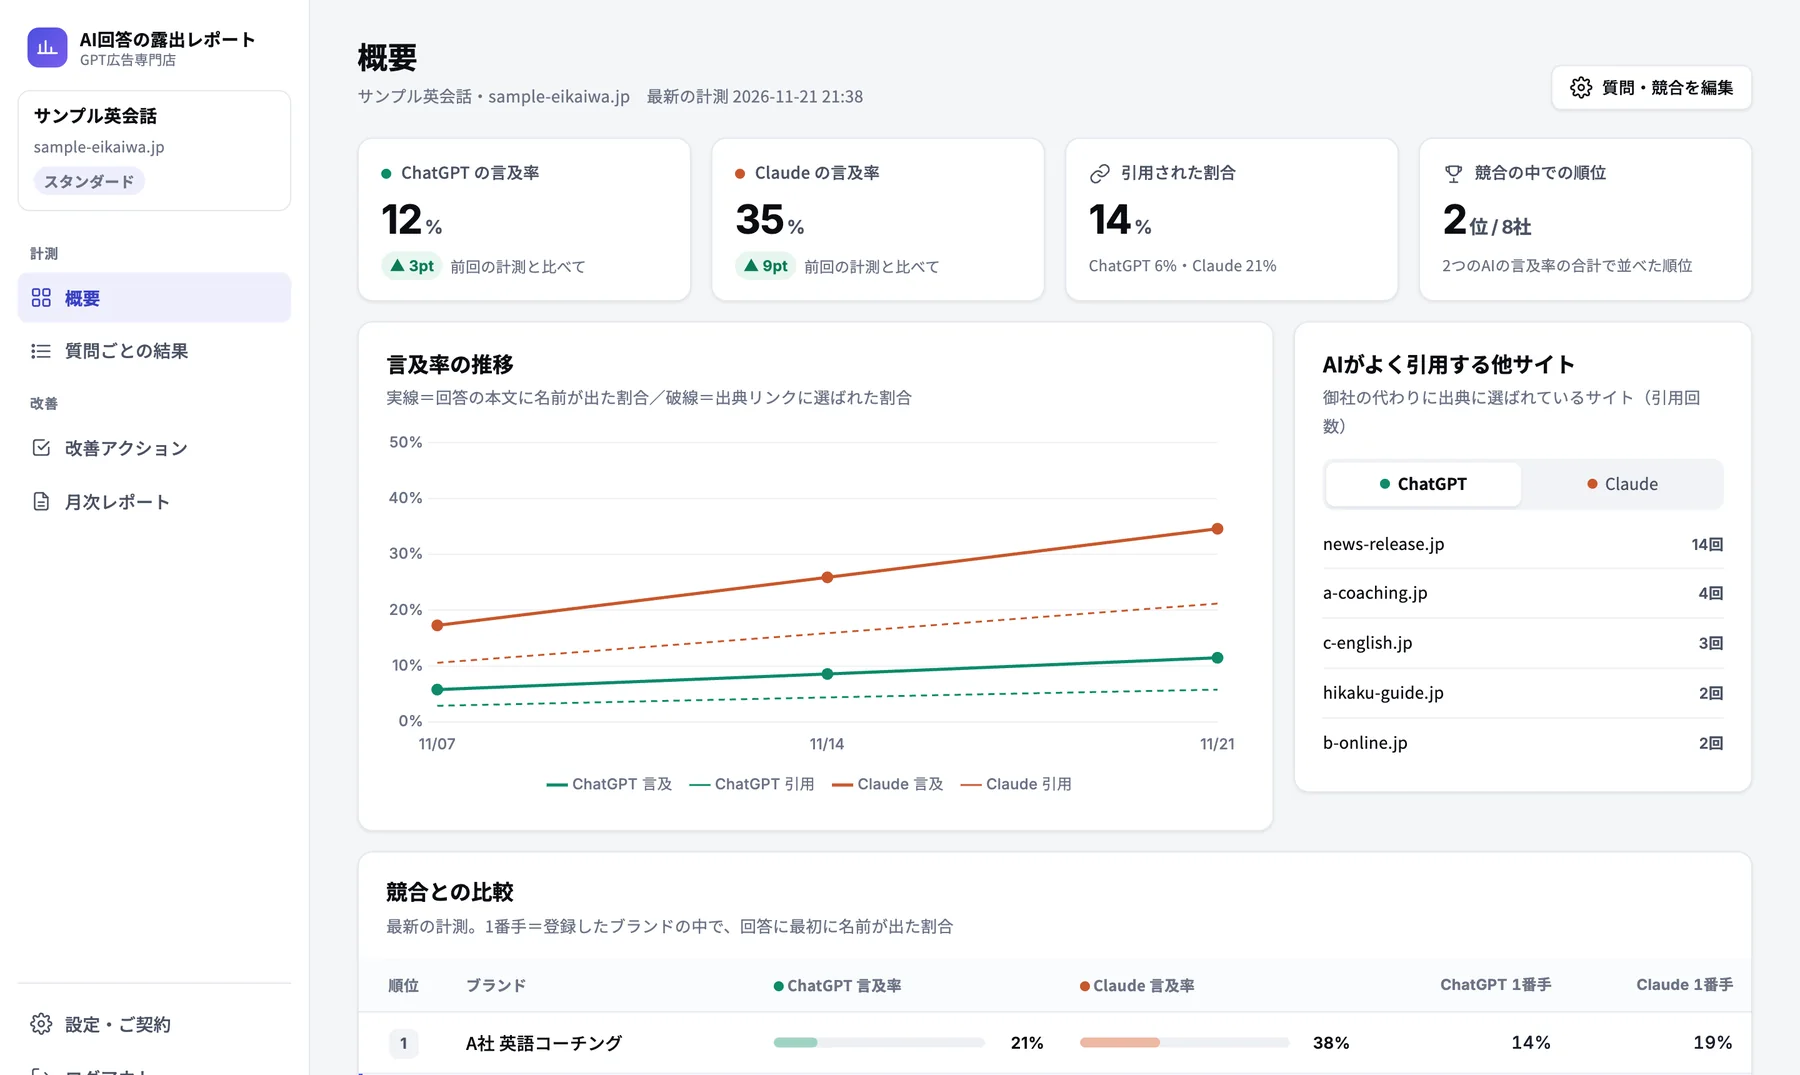 AI回答の露出レポート
GPT広告専門店
サンプル英会話
sample-eikaiwa.jp
スタンダード
計測
概要
質問ごとの結果
改善
改善アクション
月次レポート
設定・ご契約
概要
サンプル英会話・sample-eikaiwa.jp 最新の計測 2026-11-21 21:38
質問・競合を編集
ChatGPT の言及率
12%
▲3pt 前回の計測と比べて
Claude の言及率
35%
▲9pt 前回の計測と比べて
引用された割合
14%
ChatGPT 6%・Claude 21%
競合の中での順位
2位 / 8社
2つのAIの言及率の合計で並べた順位
言及率の推移
実線＝回答の本文に名前が出た割合／破線＝出典リンクに選ばれた割合
50%
40%
30%
20%
10%
0%
11/07 11/14 11/21
ChatGPT 言及 ChatGPT 引用 Claude 言及 Claude 引用
AIがよく引用する他サイト
御社の代わりに出典に選ばれているサイト（引用回
数）
ChatGPT Claude
news-release.jp 14回
a-coaching.jp 4回
c-english.jp 3回
hikaku-guide.jp 2回
b-online.jp 2回
競合との比較
最新の計測。1番手＝登録したブランドの中で、回答に最初に名前が出た割合
順位 ブランド ChatGPT 言及率 Claude 言及率 ChatGPT 1番手 Claude 1番手
1 A社 英語コーチング 21% 38% 14% 19%